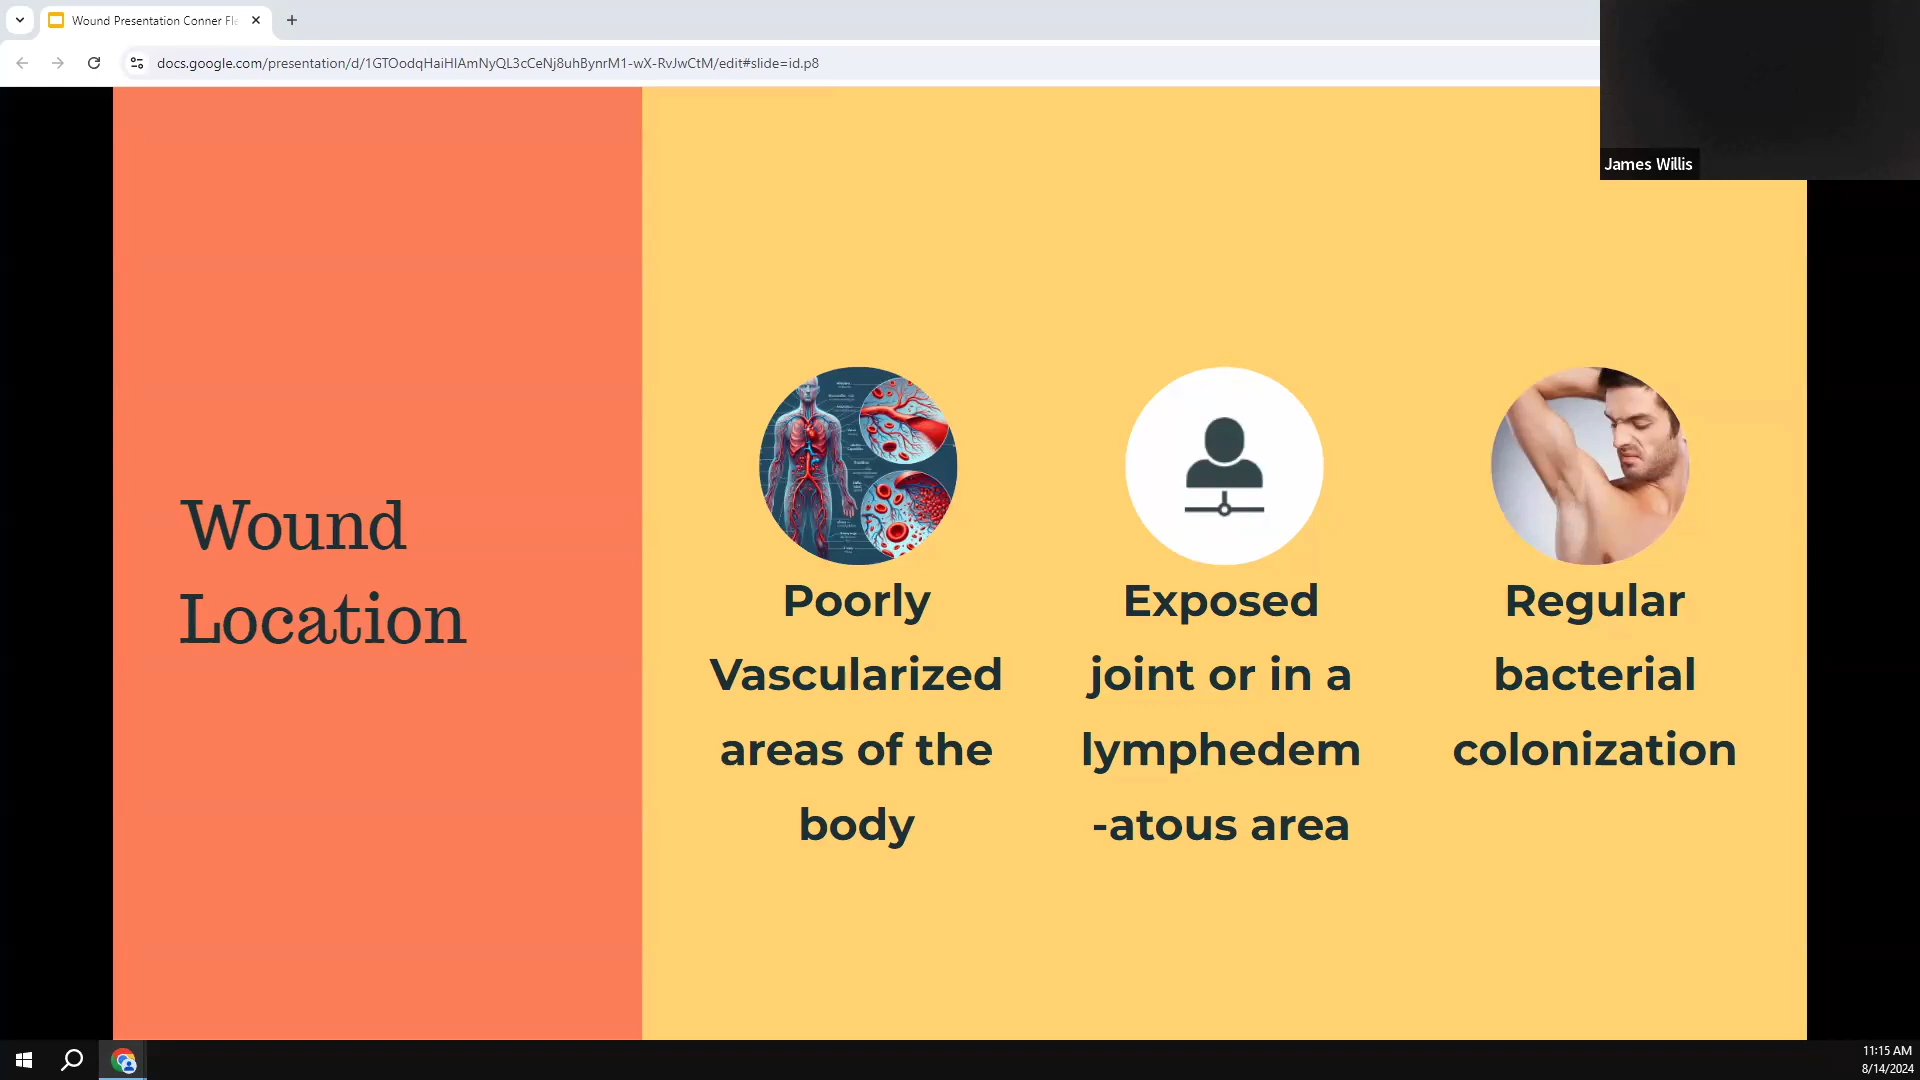 Wound Presentation Conner Fle
docs.google.com/presentation/d/1GTOodqHaiHlAmNyQL3cCeNj8uhBynrM1-wX-RvJwCtM/edit#slide=id.p8
James Willis
Wound
Location
Poorly
Vascularized
areas of the
body
Exposed
joint or in a
lymphedem
-atous area
Regular
bacterial
colonization
11:15 AM
8/14/2024